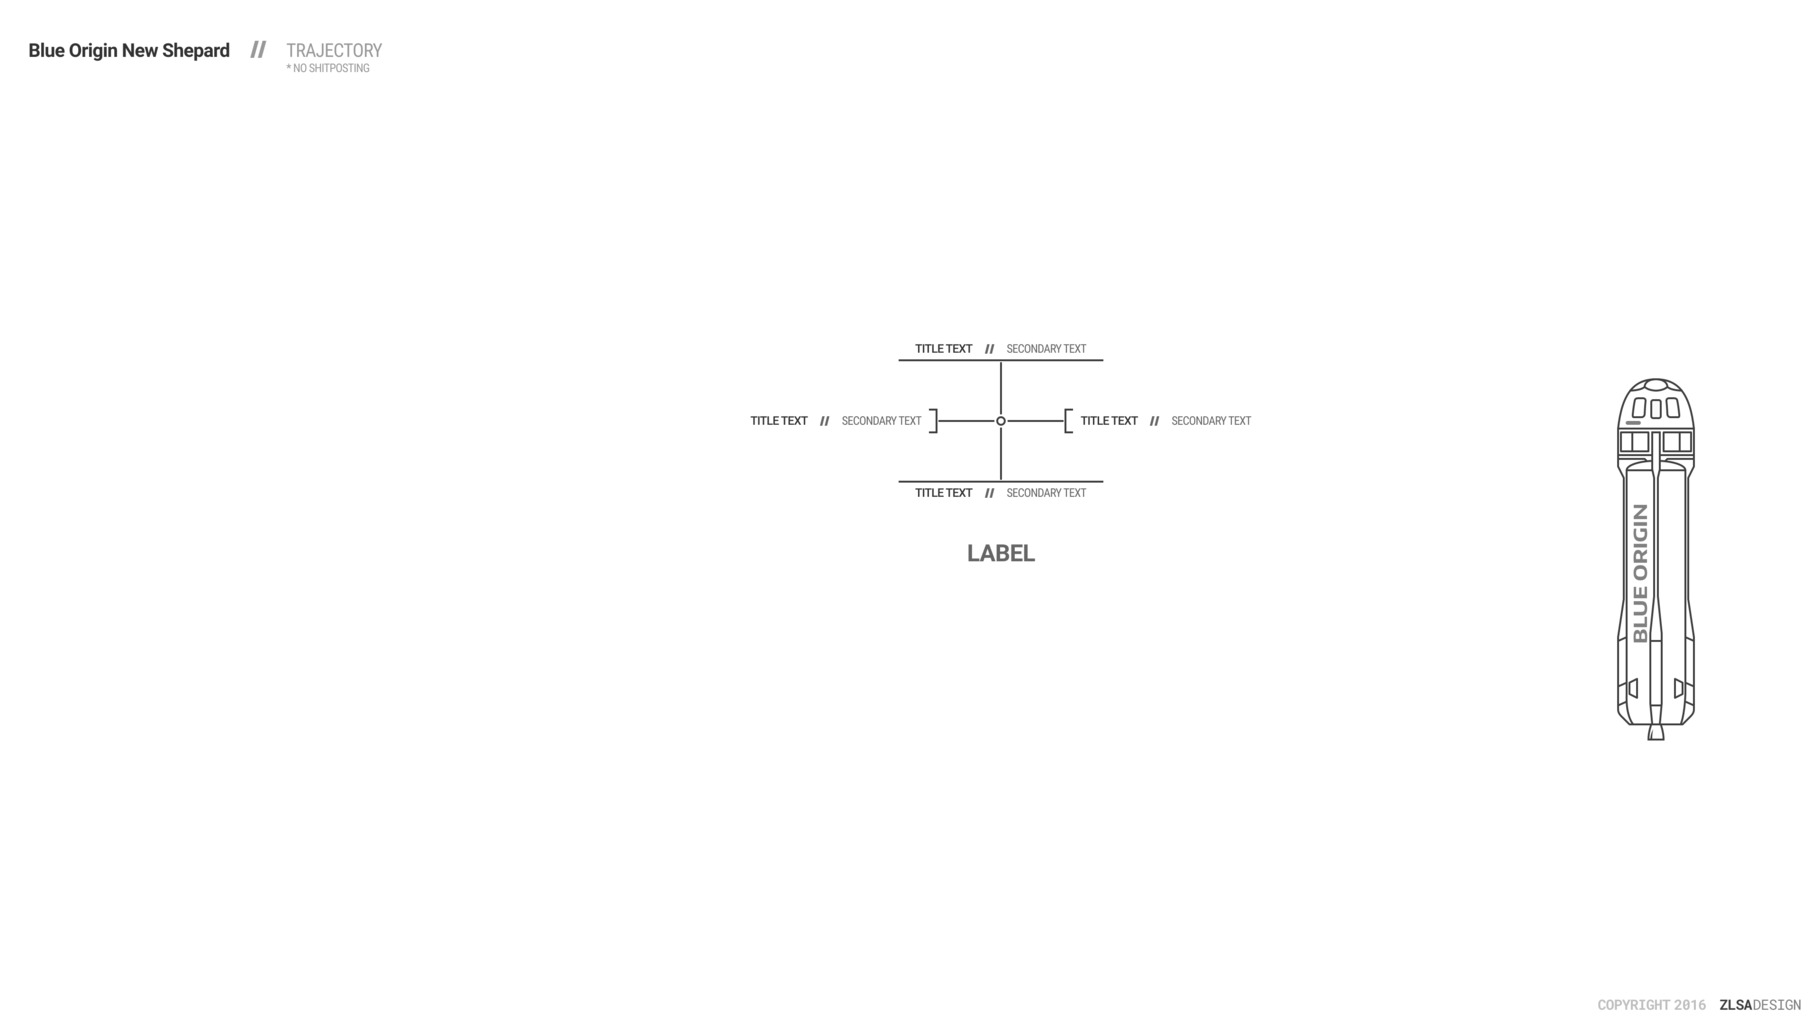 Blue Origin New Shepard // TRAJECTORY
* NO SHITPOSTING
TITLE TEXT // SECONDARY TEXT
TITLE TEXT // SECONDARY TEXT
TITLE TEXT // SECONDARY TEXT
TITLE TEXT // SECONDARY TEXT
LABEL
BLUE ORIGIN
COPYRIGHT 2016 ZLSADESIGN